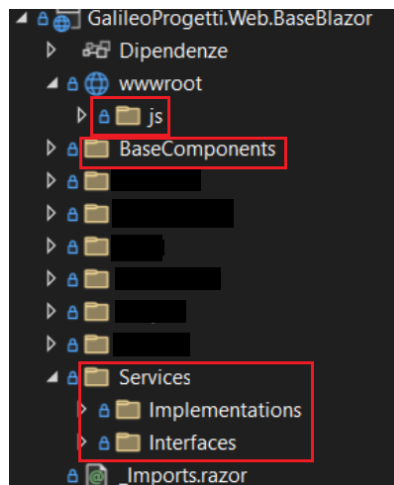 GalileoProgetti.Web.BaseBlazor
Dipendenze
wwwroot
js
BaseComponents
Services
Implementations
Interfaces
_Imports.razor